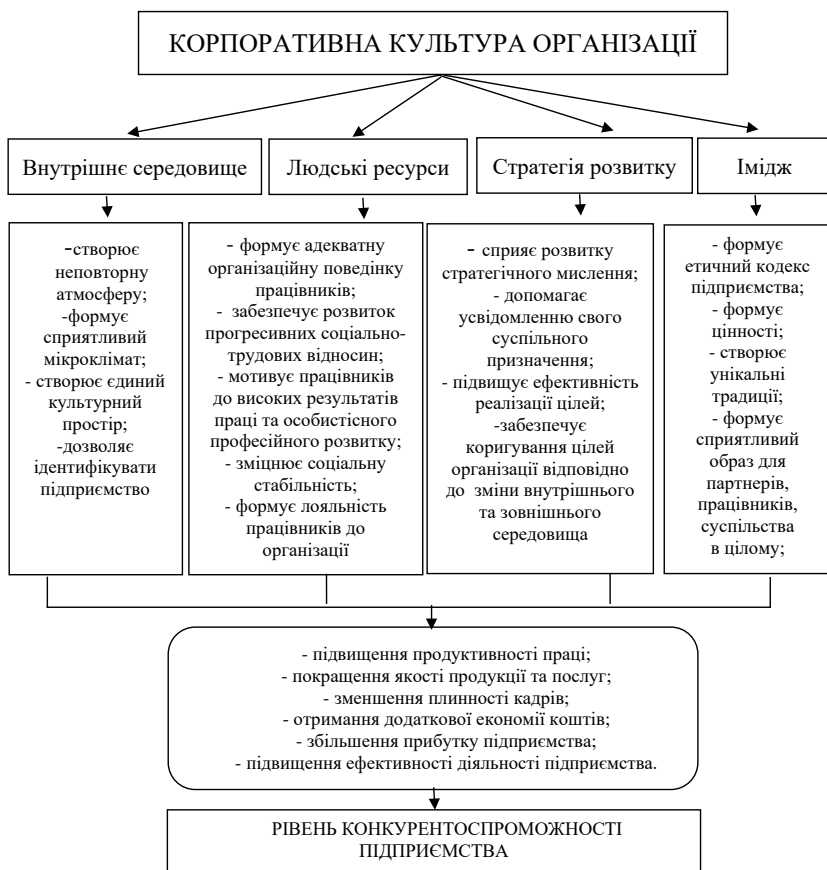 КОРПОРАТИВНА КУЛЬТУРА ОРГАНІЗАЦІЇ
Внутрішнє середовище
Людські ресурси
Стратегія розвитку
Імідж
-створює
неповторну
атмосферу;
-формує
сприятливий
мікроклімат;
- створює єдиний
культурний
простір;
-дозволяє
ідентифікувати
підприємство
- формує адекватну
організаційну поведінку
працівників;
- забезпечує розвиток
прогресивних соціально-
трудових відносин;
- мотивує працівників
до високих результатів
праці та особистісного
професійного розвитку;
- зміцнює соціальну
стабільність;
- формує лояльність
працівників до
організації
- сприяє розвитку
стратегічного мислення;
- допомагає
усвідомленню свого
суспільного
призначення;
- підвищує ефективність
реалізації цілей;
-забезпечує
коригування цілей
організації відповідно
до зміни внутрішнього
та зовнішнього
середовища
- формує
етичний кодекс
підприємства;
- формує
цінності;
- створює
унікальні
традиції;
- формує
сприятливий
образ для
партнерів,
працівників,
суспільства
в цілому;
- підвищення продуктивності праці;
- покращення якості продукції та послуг;
- зменшення плинності кадрів;
- отримання додаткової економії коштів;
- збільшення прибутку підприємства;
- підвищення ефективності діяльності підприємства.
РІВЕНЬ КОНКУРЕНТОСПРОМОЖНОСТІ
ПІДПРИЄМСТВА